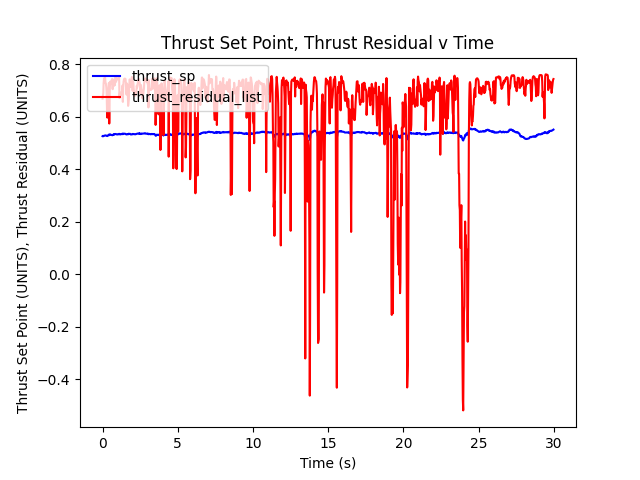 Thrust Set Point, Thrust Residual v Time
Thrust Set Point (UNITS), Thrust Residual (UNITS)
0.8
0.6
0.4
0.2
0.0
−0.2
−0.4
thrust_sp
thrust_residual_list
0 5 10 15 20 25 30
Time (s)